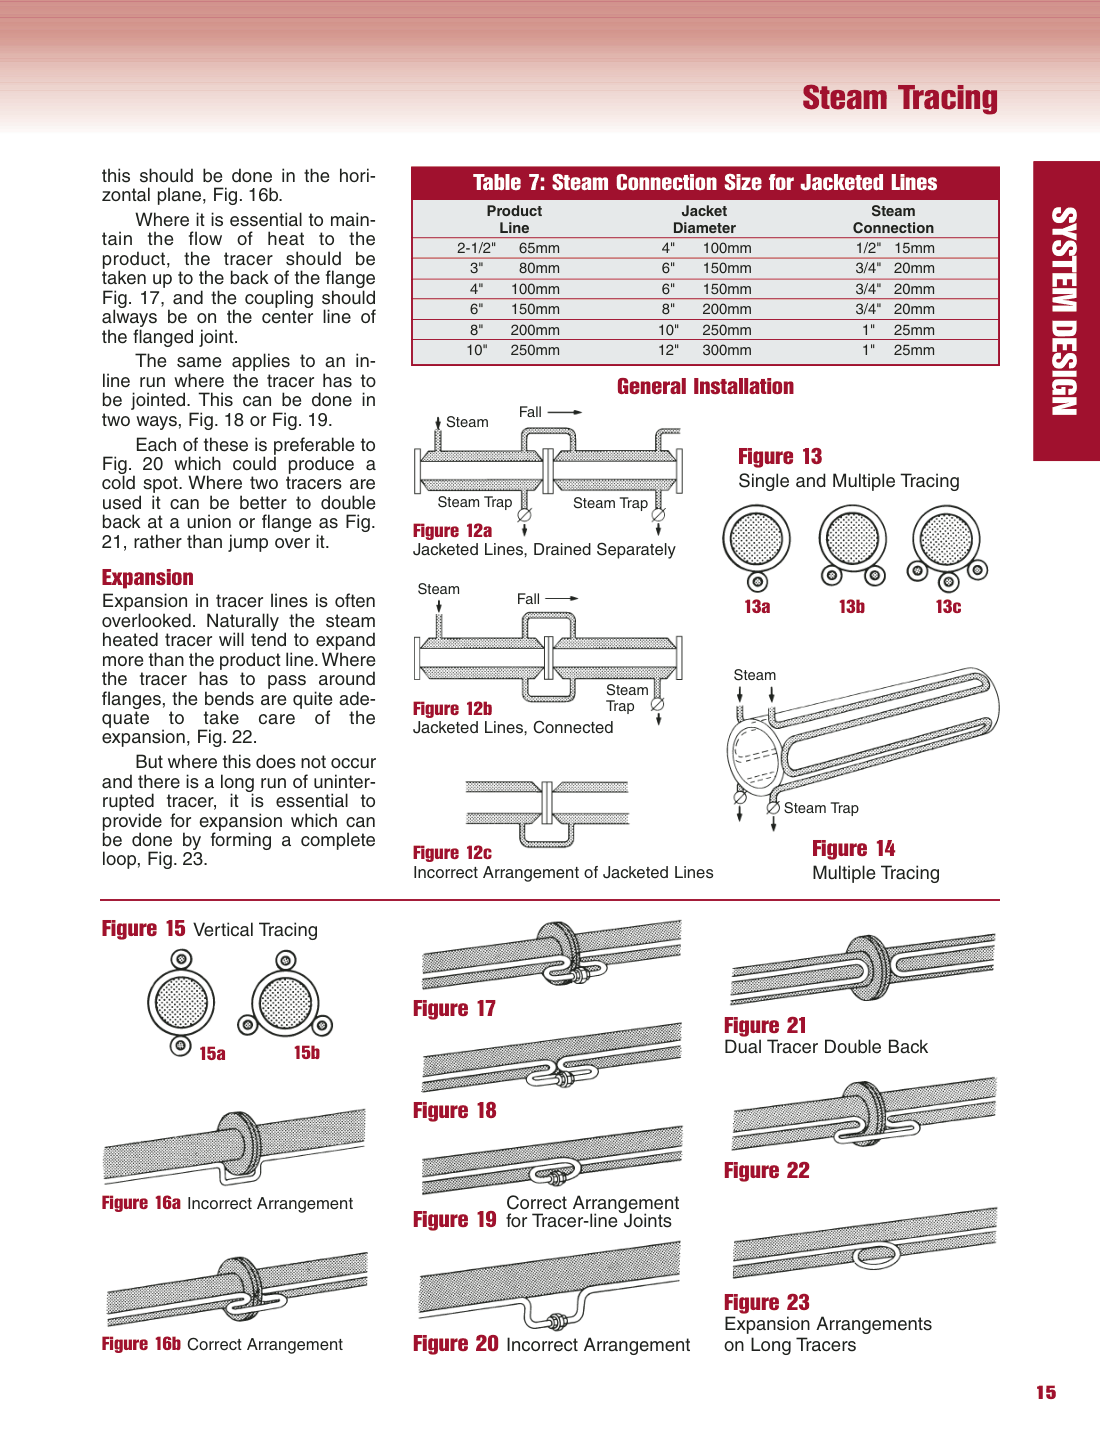 Steam Tracing
SYSTEM DESIGN
this should be done in the hori-
zontal plane, Fig. 16b.
Where it is essential to main-
tain the flow of heat to the
product, the tracer should be
taken up to the back of the flange
Fig. 17, and the coupling should
always be on the center line of
the flanged joint.
The same applies to an in-
line run where the tracer has to
be jointed. This can be done in
two ways, Fig. 18 or Fig. 19.
Each of these is preferable to
Fig. 20 which could produce a
cold spot. Where two tracers are
used it can be better to double
back at a union or flange as Fig.
21, rather than jump over it.
Expansion
Expansion in tracer lines is often
overlooked. Naturally the steam
heated tracer will tend to expand
more than the product line. Where
the tracer has to pass around
flanges, the bends are quite ade-
quate to take care of the
expansion, Fig. 22.
But where this does not occur
and there is a long run of uninter-
rupted tracer, it is essential to
provide for expansion which can
be done by forming a complete
loop, Fig. 23.
Table 7: Steam Connection Size for Jacketed Lines
Product Jacket Steam
Line Diameter Connection
2-1/2" 65mm 4" 100mm 1/2" 15mm
3" 80mm 6" 150mm 3/4" 20mm
4" 100mm 6" 150mm 3/4" 20mm
6" 150mm 8" 200mm 3/4" 20mm
8" 200mm 10" 250mm 1" 25mm
10" 250mm 12" 300mm 1" 25mm
General Installation
Steam
Fall
Steam Trap
Steam Trap
Figure 12a
Jacketed Lines, Drained Separately
Steam
Fall
Steam
Trap
Figure 12b
Jacketed Lines, Connected
Figure 12c
Incorrect Arrangement of Jacketed Lines
Figure 13
Single and Multiple Tracing
13a 13b 13c
Steam
Steam Trap
Figure 14
Multiple Tracing
Figure 15 Vertical Tracing
15a 15b
Figure 16a Incorrect Arrangement
Figure 16b Correct Arrangement
Figure 17
Figure 18
Correct Arrangement
Figure 19 for Tracer-line Joints
Figure 20 Incorrect Arrangement
Figure 21
Dual Tracer Double Back
Figure 22
Figure 23
Expansion Arrangements
on Long Tracers
15